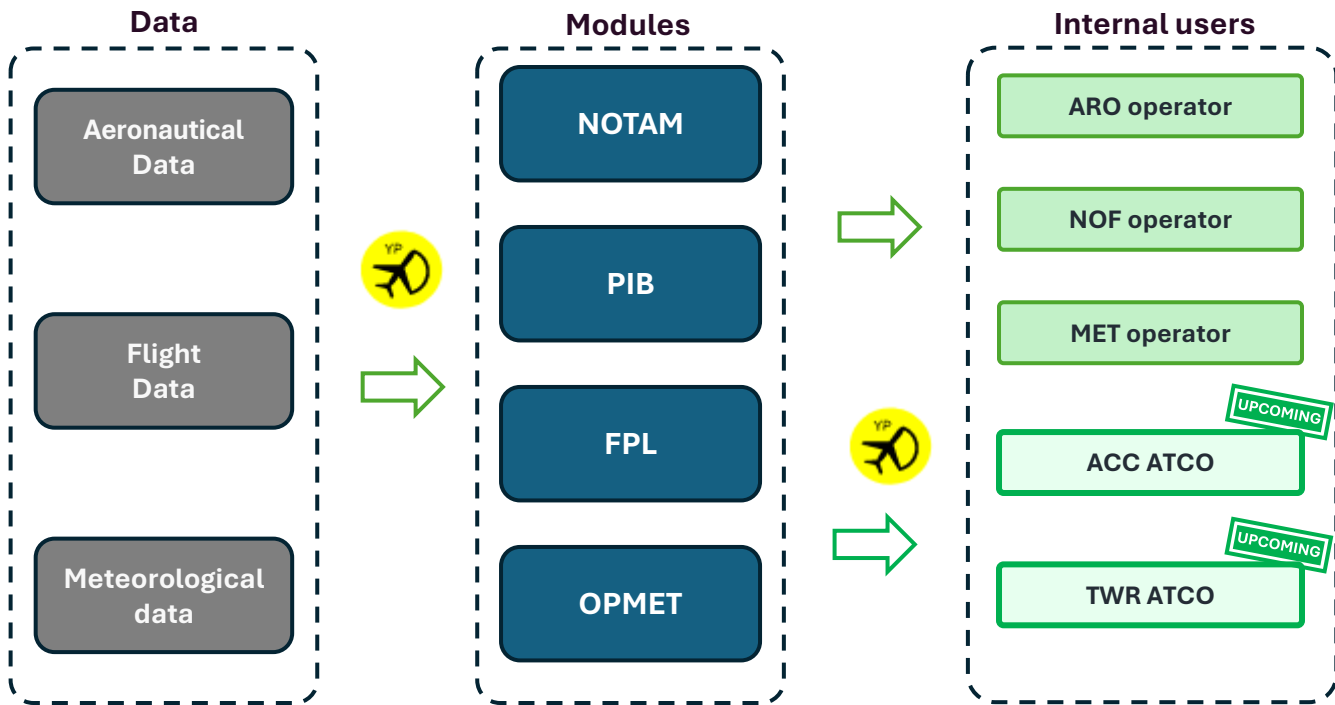 Data
Aeronautical
Data
Flight
Data
Meteorological
data
YP
Modules
NOTAM
PIB
FPL
OPMET
YP
Internal users
ARO operator
NOF operator
MET operator
UPCOMING
ACC ATCO
UPCOMING
TWR ATCO